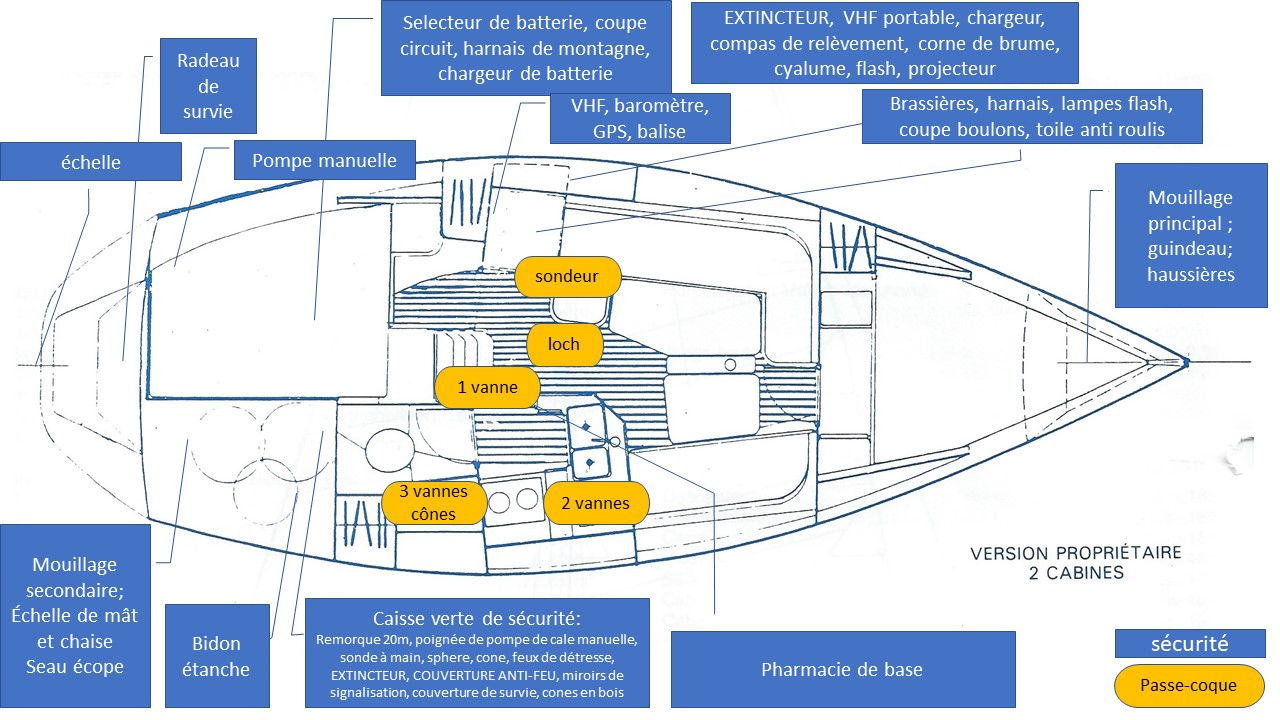 Selecteur de batterie, coupe
circuit, harnais de montagne,
chargeur de batterie
EXTINCTEUR, VHF portable, chargeur,
compas de relèvement, corne de brume,
cyalume, flash, projecteur
Radeau
de
survie
VHF, baromètre,
GPS, balise
Brassières, harnais, lampes flash,
coupe boulons, toile anti roulis
échelle
Pompe manuelle
Mouillage
principal ;
guindeau;
haussières
sondeur
loch
1 vanne
3 vannes
cônes
2 vannes
VERSION PROPRIÉTAIRE
2 CABINES
Mouillage
secondaire;
Échelle de mât
et chaise
Seau écope
Bidon
étanche
Caisse verte de sécurité:
Remorque 20m, poignée de pompe de cale manuelle,
sonde à main, sphere, cone, feux de détresse,
EXTINCTEUR, COUVERTURE ANTI-FEU, miroirs de
signalisation, couverture de survie, cones en bois
Pharmacie de base
sécurité
Passe-coque